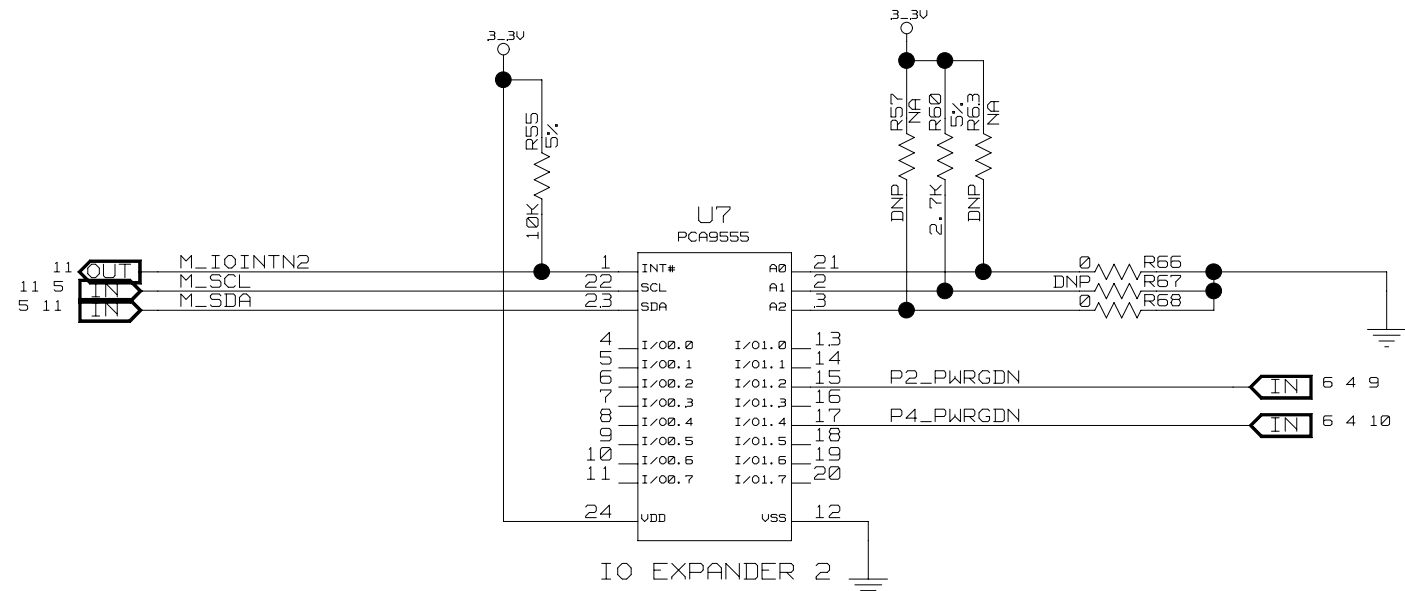 3_3V
3_3V
R55
5%
10K
R57
NA
DNP
R60
5%
2.7K
R63
NA
DNP
U7
PCA9555
11 OUT M_IOINTN2 1 INT# A0 21 0 R66
11 5 IN M_SCL 22 SCL A1 2 DNP R67
5 11 IN M_SDA 23 SDA A2 3 0 R68
4 I/O0.0 I/O1.0 13
5 I/O0.1 I/O1.1 14
6 I/O0.2 I/O1.2 15 P2_PWRGDN IN 6 4 9
7 I/O0.3 I/O1.3 16
8 I/O0.4 I/O1.4 17 P4_PWRGDN IN 6 4 10
9 I/O0.5 I/O1.5 18
10 I/O0.6 I/O1.6 19
11 I/O0.7 I/O1.7 20
24 VDD VSS 12
IO EXPANDER 2